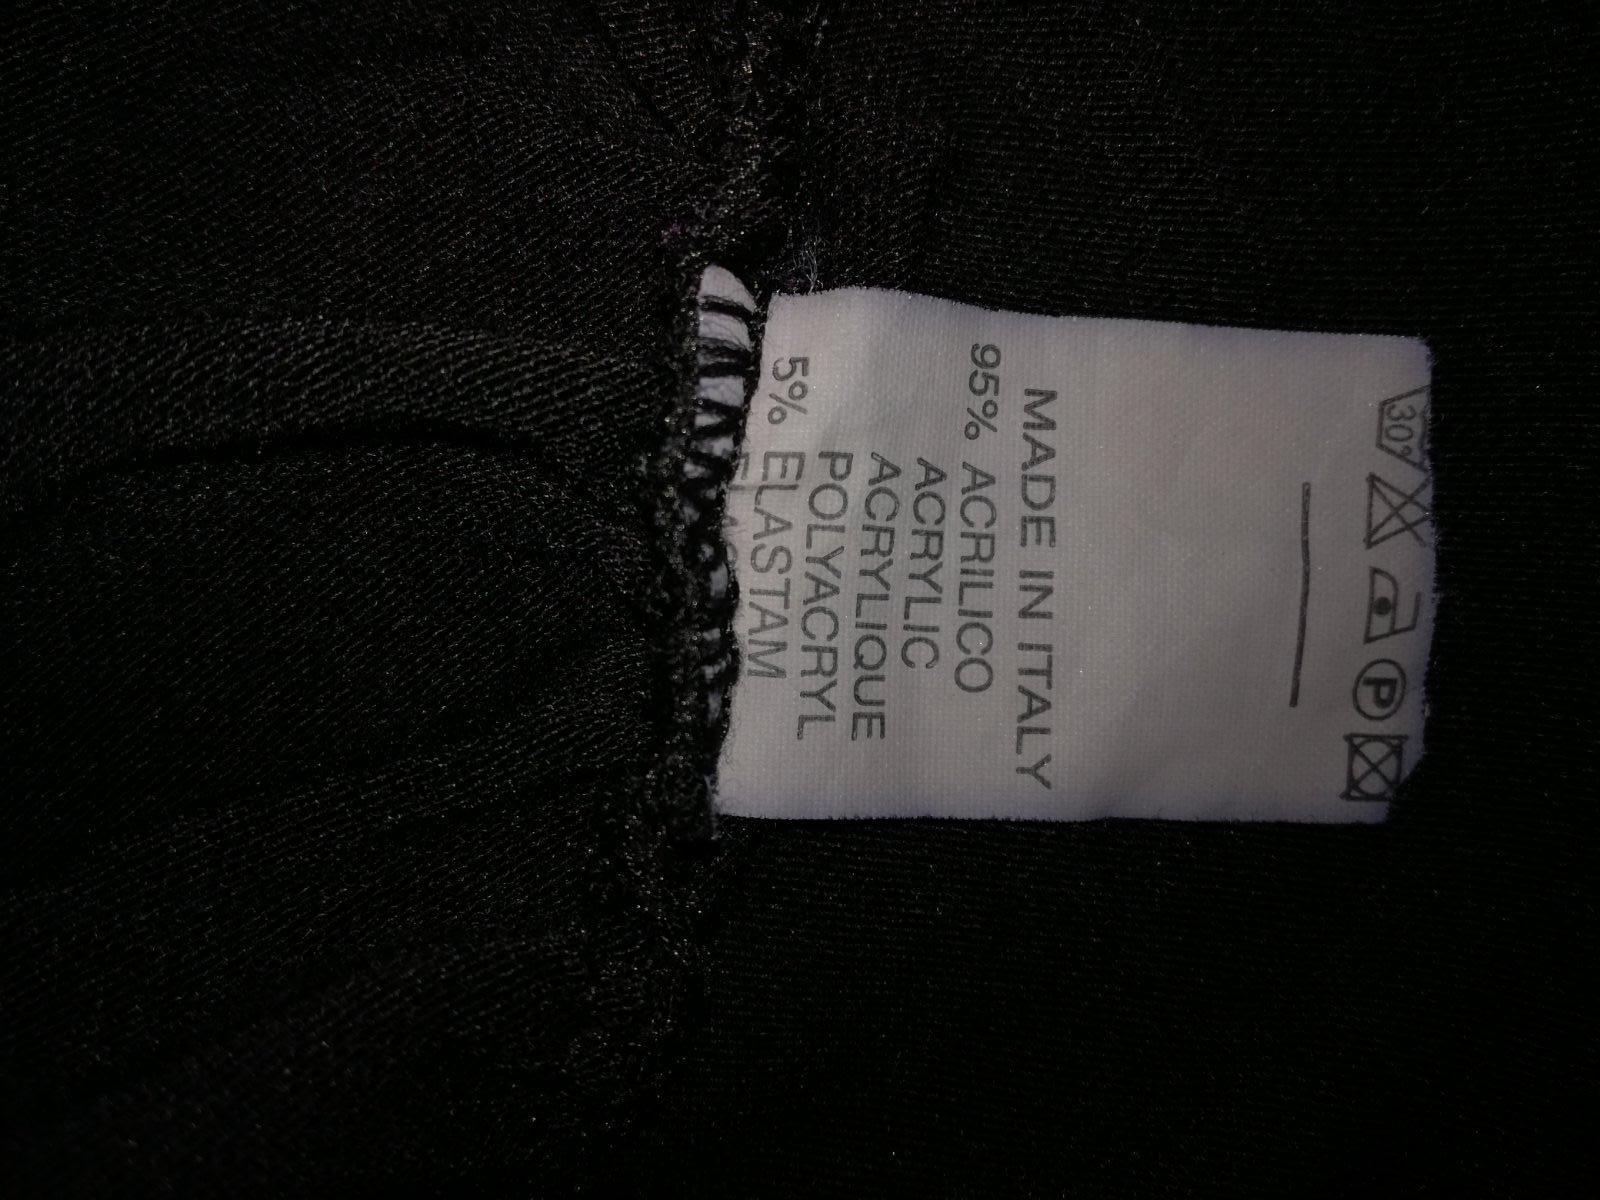 30°
P
MADE IN ITALY
95% ACRILICO
ACRYLIC
ACRYLIQUE
POLYACRYL
5% ELASTAM